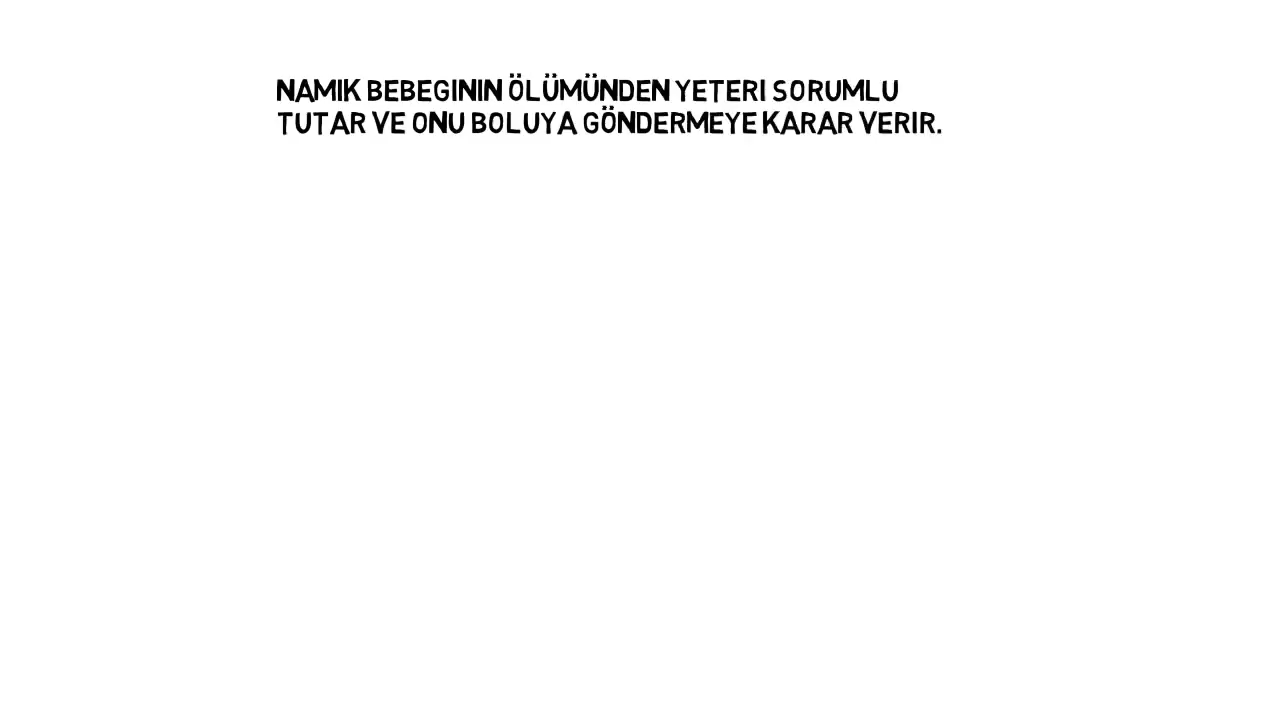 NAMIK BEBEGININ ÖLÜMÜNDEN YETERI SORUMLU
TUTAR VE ONU BOLUYA GÖNDERMEYE KARAR VERIR.